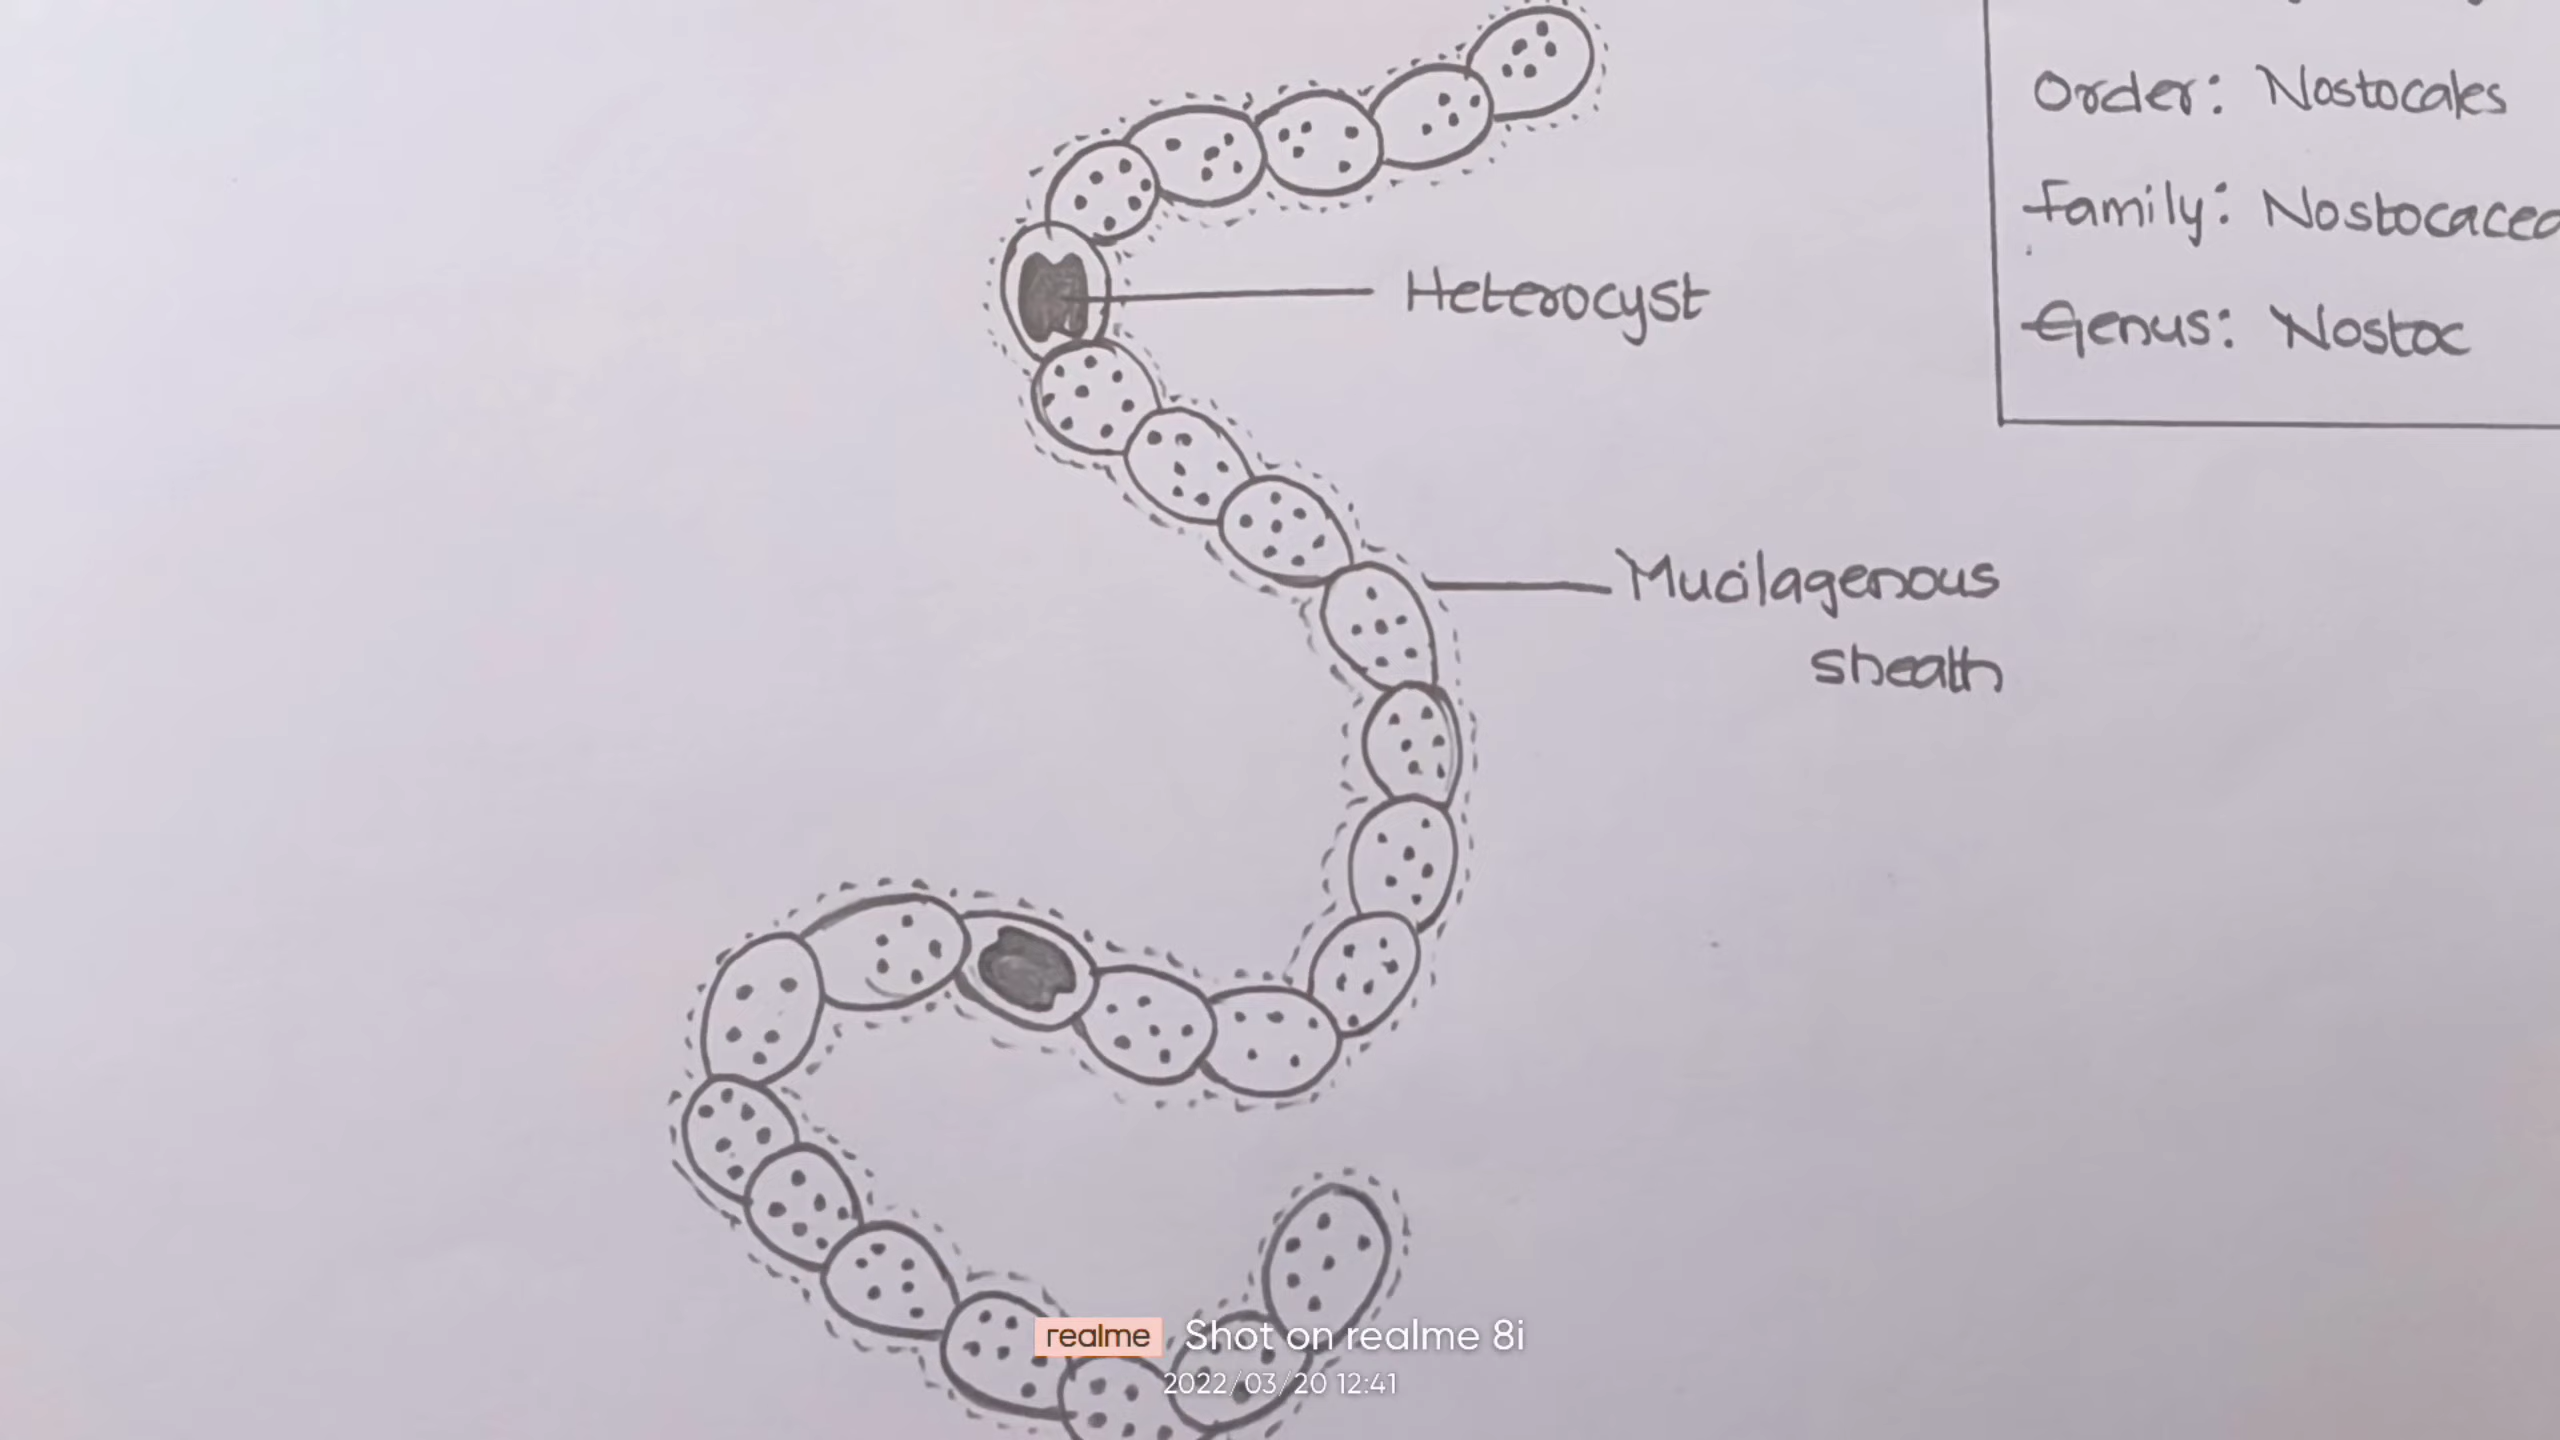 Order: Nostocales
Family: Nostocacea
Genus: Nostoc
Heterocyst
Mucilagenous
sheath
realme Shot on realme 8i
2022/03/20 12:41